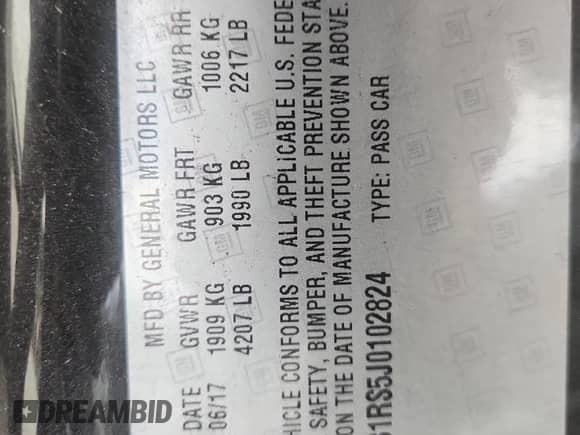 MFD BY GENERAL MOTORS LLC
DATE GVWR GAWR FRT GAWR RR
06/17 1909 KG 903 KG 1006 KG
4207 LB 1990 LB 2217 LB
HICLE CONFORMS TO ALL APPLICABLE U.S. FEDE
SAFETY, BUMPER, AND THEFT PREVENTION STA
ON THE DATE OF MANUFACTURE SHOWN ABOVE.
61RS5J0102824 TYPE: PASS CAR
GM
DREAMBID